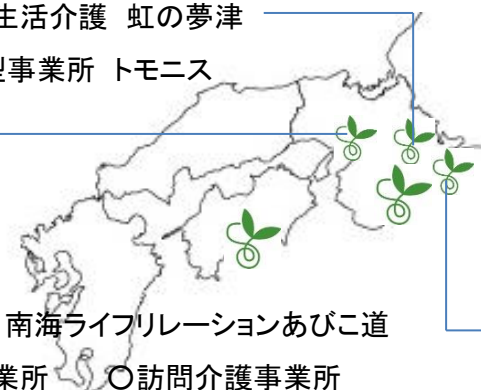 生活介護 虹の夢津
型事業所 トモニス
南海ライフリレーションあびこ道
業所 〇訪問介護事業所